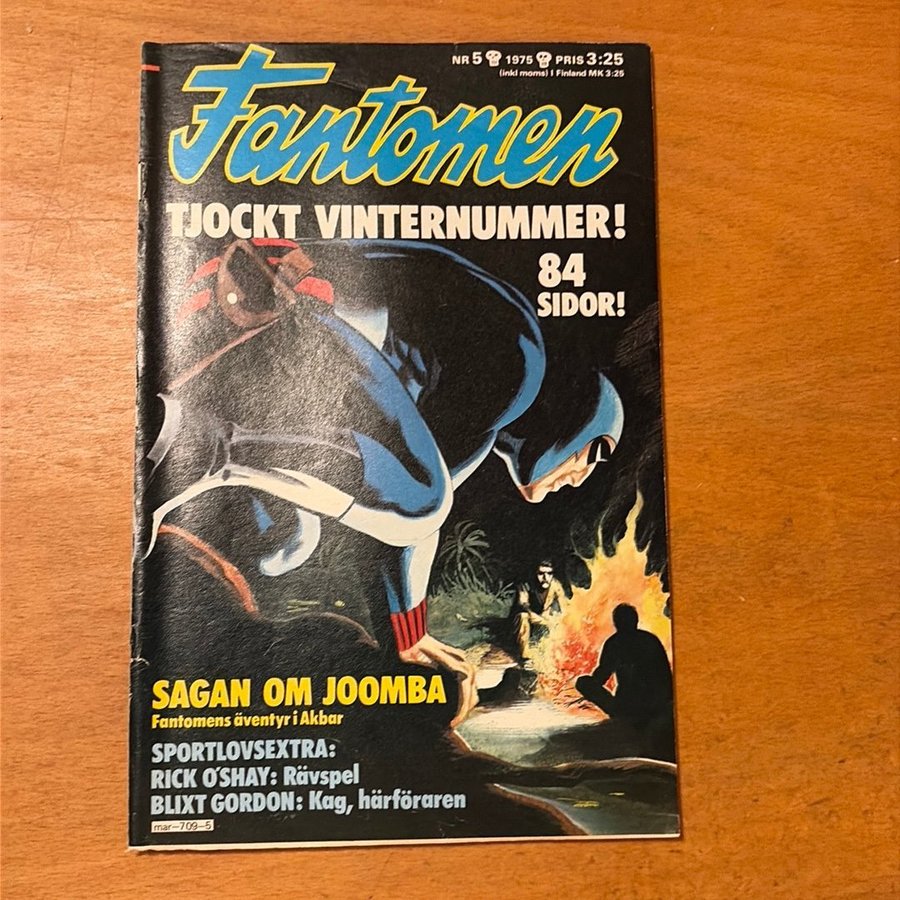 NR 5 1975 PRIS 3:25
(inkl moms) I Finland MK 3:25
Fantomen
TJOCKT VINTERNUMMER!
84
SIDOR!
SAGAN OM JOOMBA
Fantomens äventyr i Akbar
SPORTLOVSEXTRA:
RICK O'SHAY: Rävspel
BLIXT GORDON: Kag, härföraren
mar-709-5